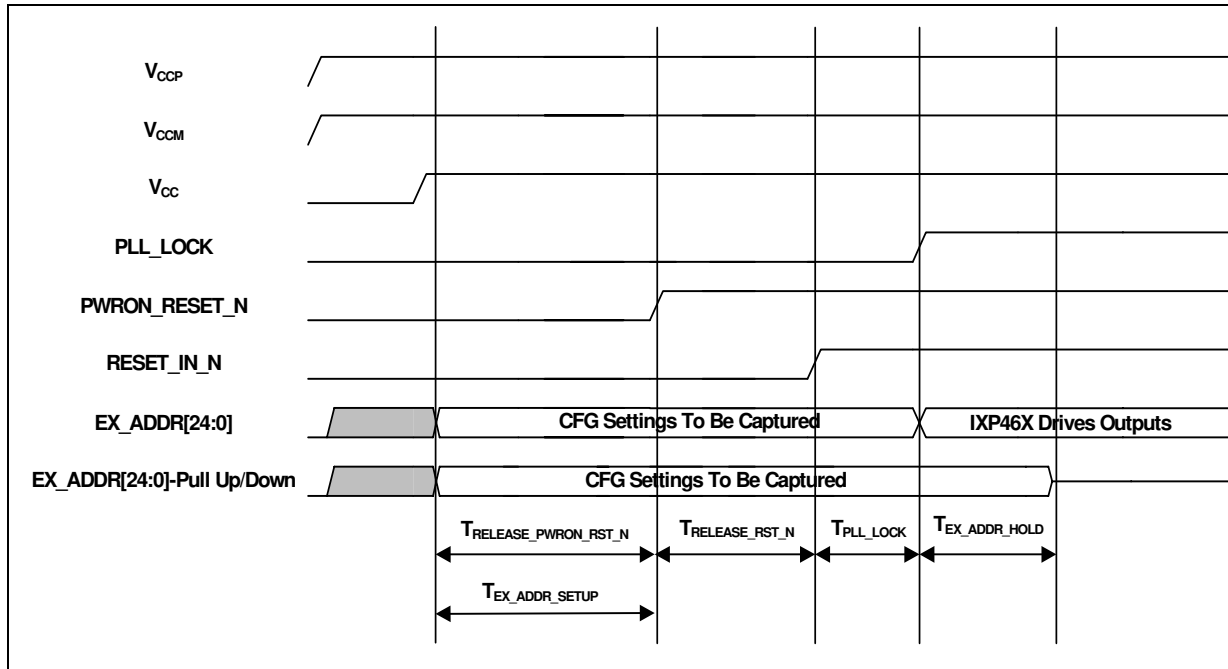 VCCP
VCCM
VCC
PLL_LOCK
PWRON_RESET_N
RESET_IN_N
EX_ADDR[24:0] CFG Settings To Be Captured IXP46X Drives Outputs
EX_ADDR[24:0]-Pull Up/Down CFG Settings To Be Captured
TRELEASE_PWRON_RST_N TRELEASE_RST_N TPLL_LOCK TEX_ADDR_HOLD
TEX_ADDR_SETUP